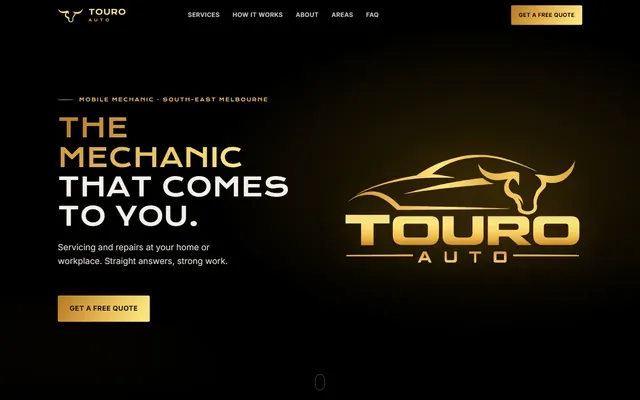 TOURO
AUTO
SERVICES HOW IT WORKS ABOUT AREAS FAQ
GET A FREE QUOTE
MOBILE MECHANIC - SOUTH-EAST MELBOURNE
THE
MECHANIC
THAT COMES
TO YOU.
Servicing and repairs at your home or
workplace. Straight answers, strong work.
GET A FREE QUOTE
TOURO
AUTO